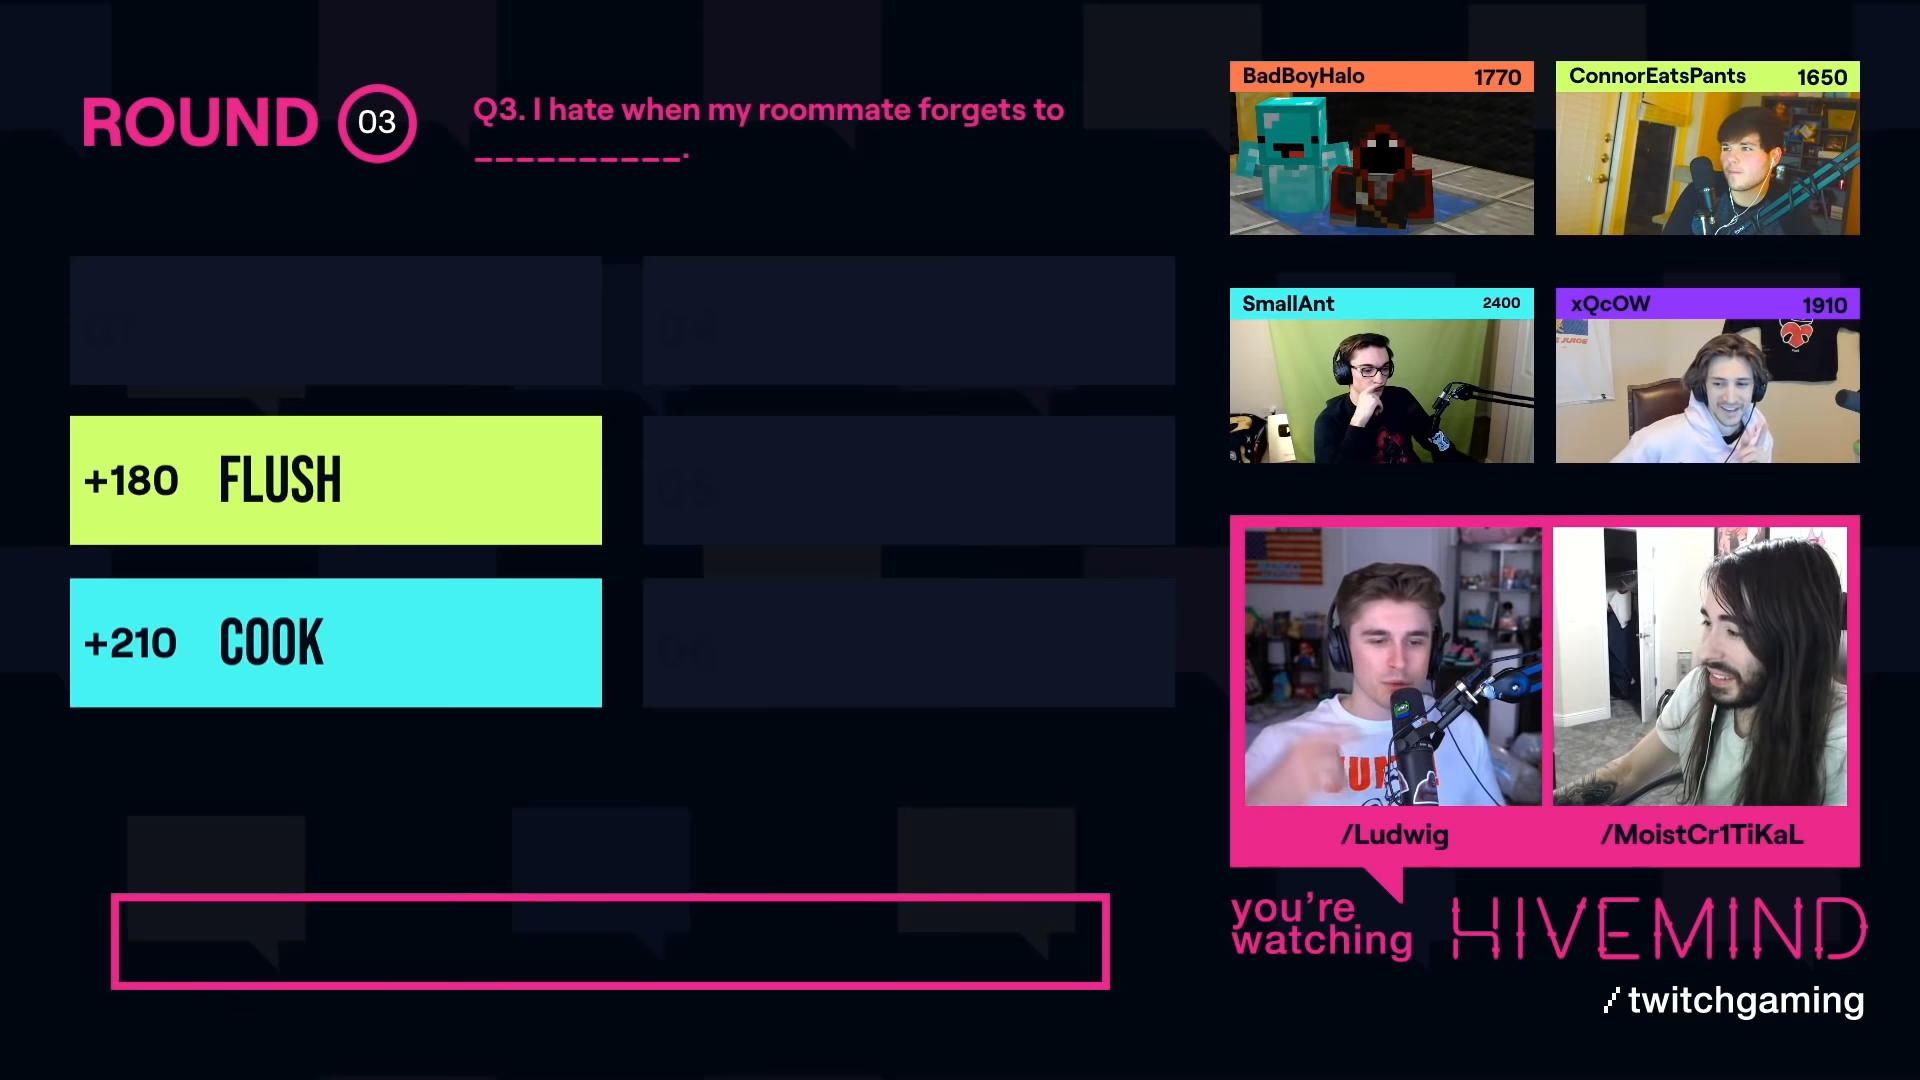 ROUND 03
Q3. I hate when my roommate forgets to
__________.
+180 FLUSH
+210 COOK
BadBoyHalo 1770
ConnorEatsPants 1650
SmallAnt 2400
xQcOW 1910
/Ludwig
/MoistCr1TiKaL
you're
watching
HIVEMIND
/twitchgaming